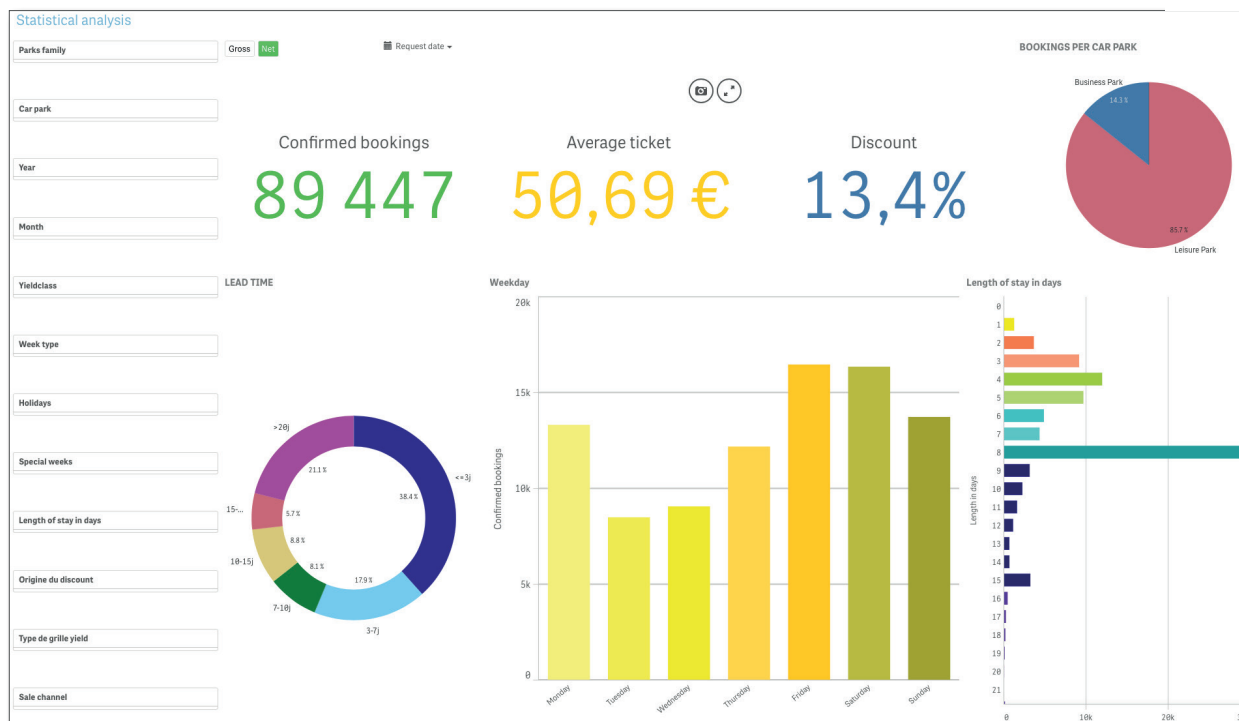 Statistical analysis
Parks family
Car park
Year
Month
Yieldclass
Week type
Holidays
Special weeks
Length of stay in days
Origine du discount
Type de grille yield
Sale channel
Gross Net
Request date
Confirmed bookings
89 447
Average ticket
50,69 €
Discount
13,4%
BOOKINGS PER CAR PARK
Business Park
14.3 %
85.7 %
Leisure Park
LEAD TIME
>20j
21.1 %
<=3j
38.4 %
15-...
5.7 %
8.8 %
10-15j
8.1 %
17.9 %
7-10j
3-7j
Weekday
Confirmed bookings
20k
15k
10k
5k
0
Monday
Tuesday
Wednesday
Thursday
Friday
Saturday
Sunday
Length of stay in days
Length in days
0
1
2
3
4
5
6
7
8
9
10
11
12
13
14
15
16
17
18
19
20
21
0
10k
20k